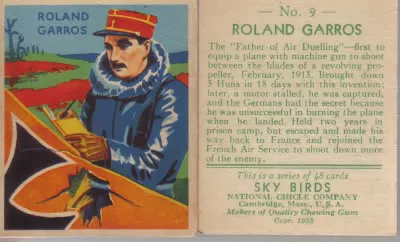 ROLAND
GARROS
No. 9
ROLAND GARROS
The "Father of Air Duelling"—first to
equip a plane with machine gun to shoot
between the blades of a revolving pro-
peller, February, 1915. Brought down
5 Huns in 18 days with this invention;
later, a motor stalled, he was captured,
and the Germans had the secret because he
was unsuccessful in burning the plane
when he landed. Held two years in
prison camp, but escaped and made his
way back to France and rejoined the
French Air Service to shoot down more
of the enemy.
This is a series of 48 cards
SKY BIRDS
NATIONAL CHICLE COMPANY
Cambridge, Mass., U.S.A.
Makers of Quality Chewing Gum
Copr. 1933